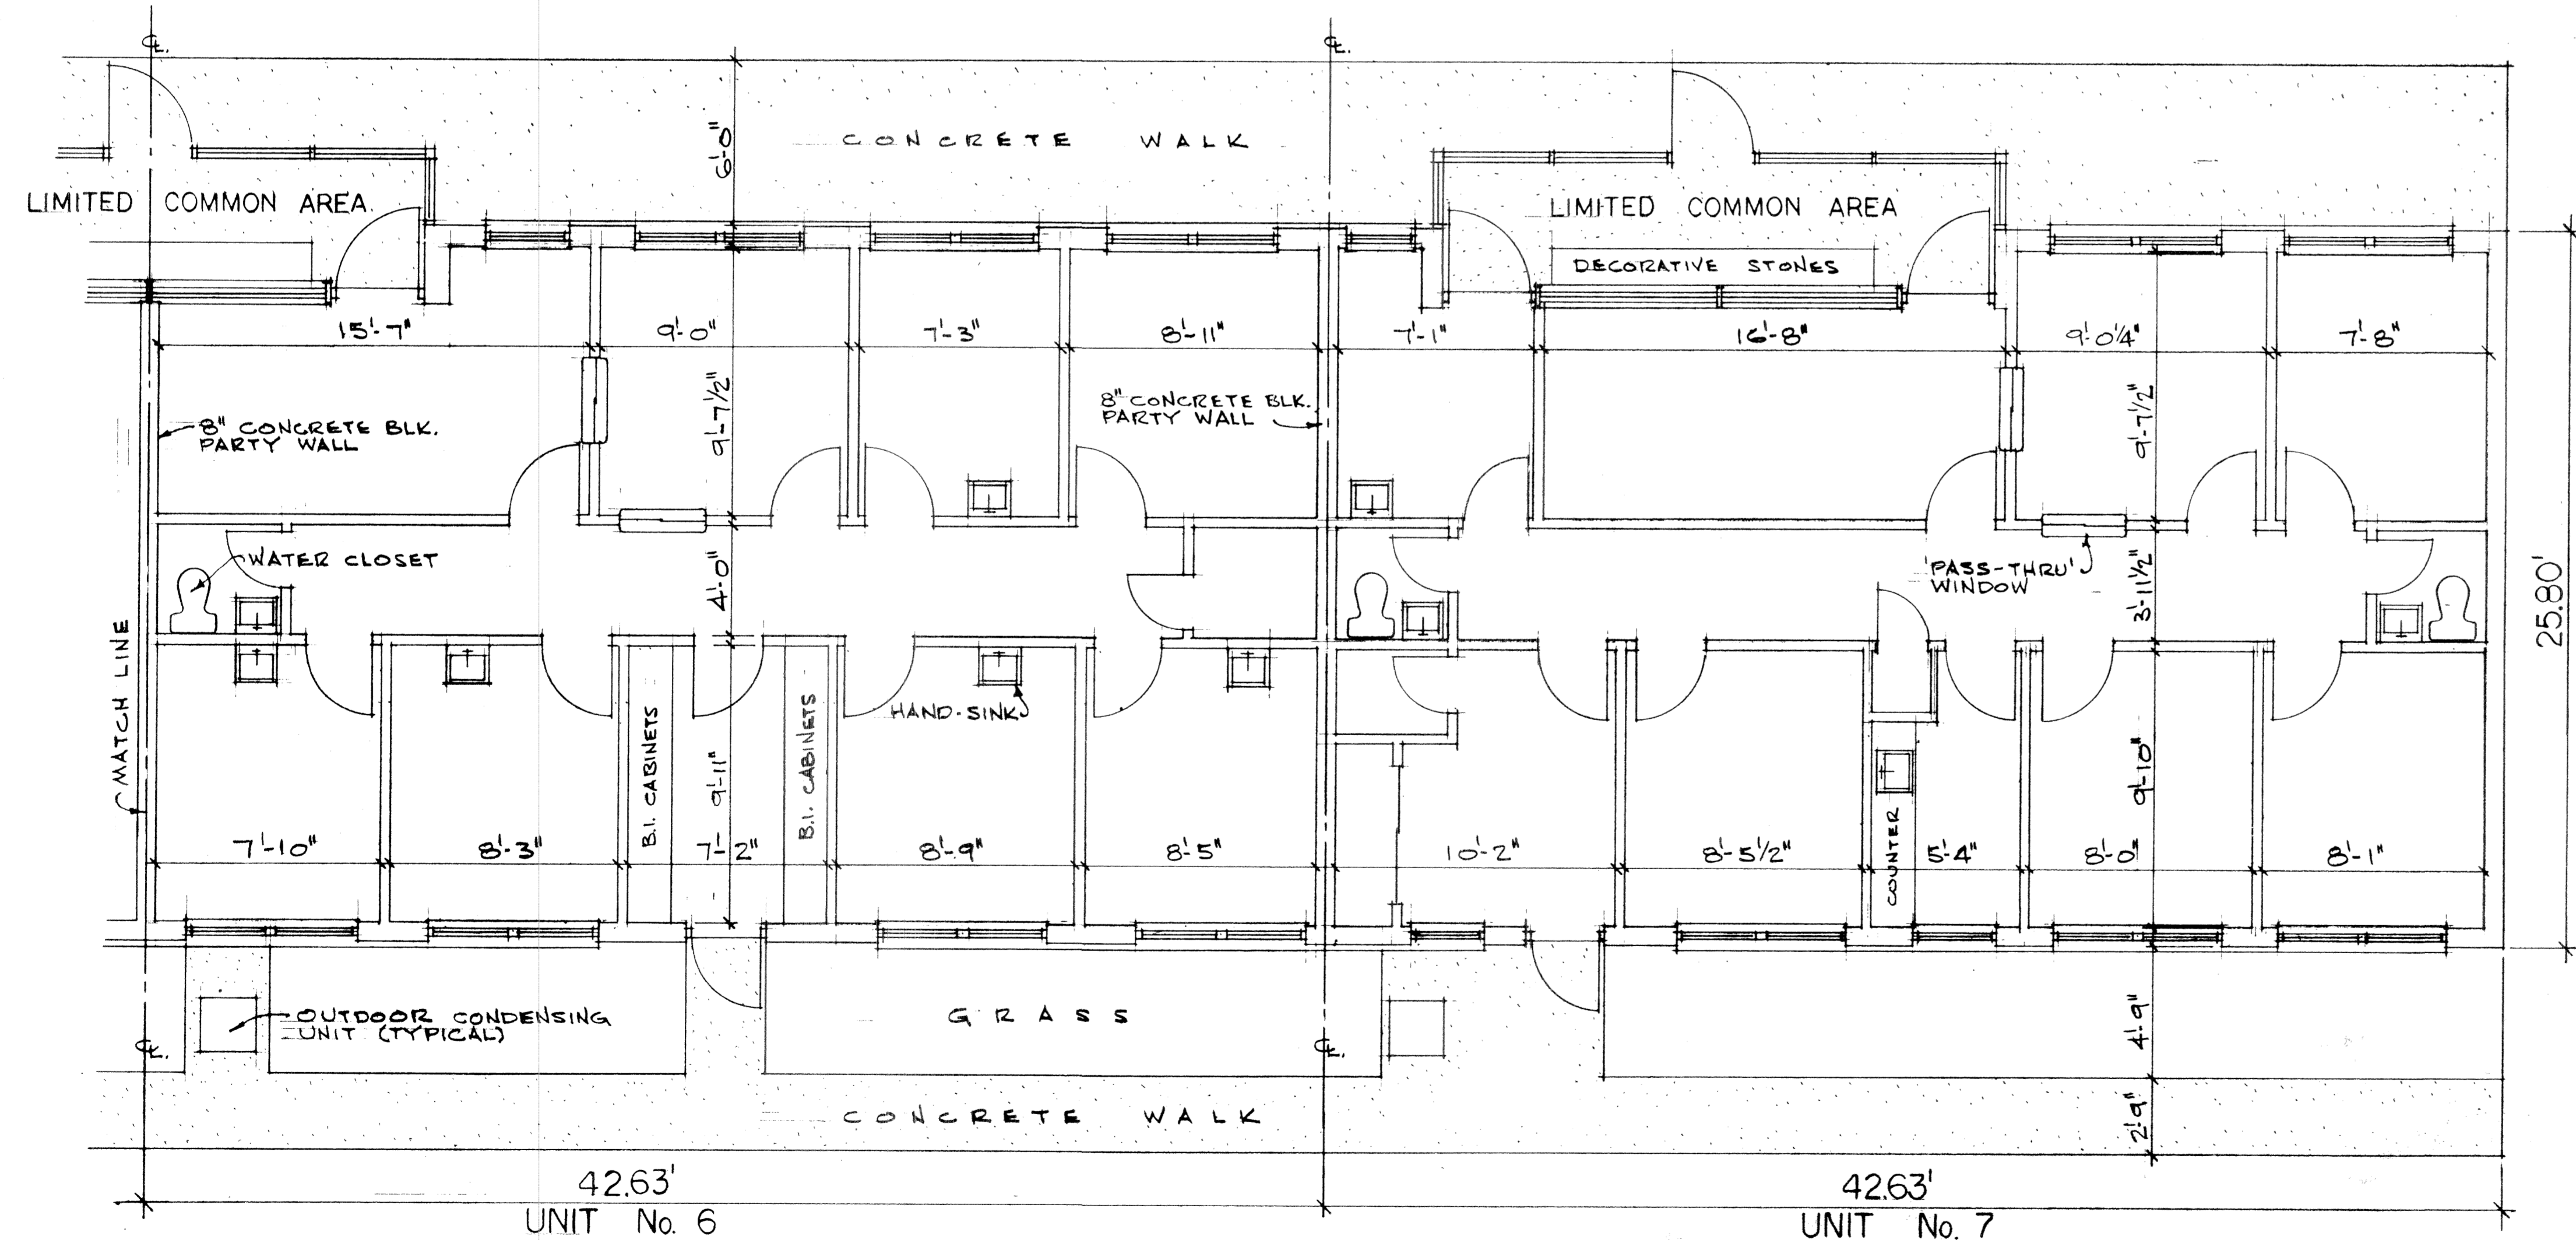 ℄.
℄.
6'-0"
CONCRETE WALK
LIMITED COMMON AREA.
LIMITED COMMON AREA
DECORATIVE STONES
15'-7"
9'-0"
7'-3"
8'-11"
7'-1"
16'-8"
9'-0¼"
7'-8"
8" CONCRETE BLK.
PARTY WALL
9'-7½"
8" CONCRETE BLK.
PARTY WALL
9'-7½"
WATER CLOSET
4'-0"
'PASS-THRU'
WINDOW
3'-11½"
25.80'
MATCH LINE
B.I. CABINETS
9'-11"
B.I. CABINETS
HAND-SINK
9'-10"
7'-10"
8'-3"
7'-2"
8'-9"
8'-5"
10'-2"
8'-5½"
COUNTER
5'-4"
8'-0"
8'-1"
OUTDOOR CONDENSING
UNIT (TYPICAL)
GRASS
℄.
℄.
4'-9"
CONCRETE WALK
2'-9"
42.63'
42.63'
UNIT No. 6
UNIT No. 7